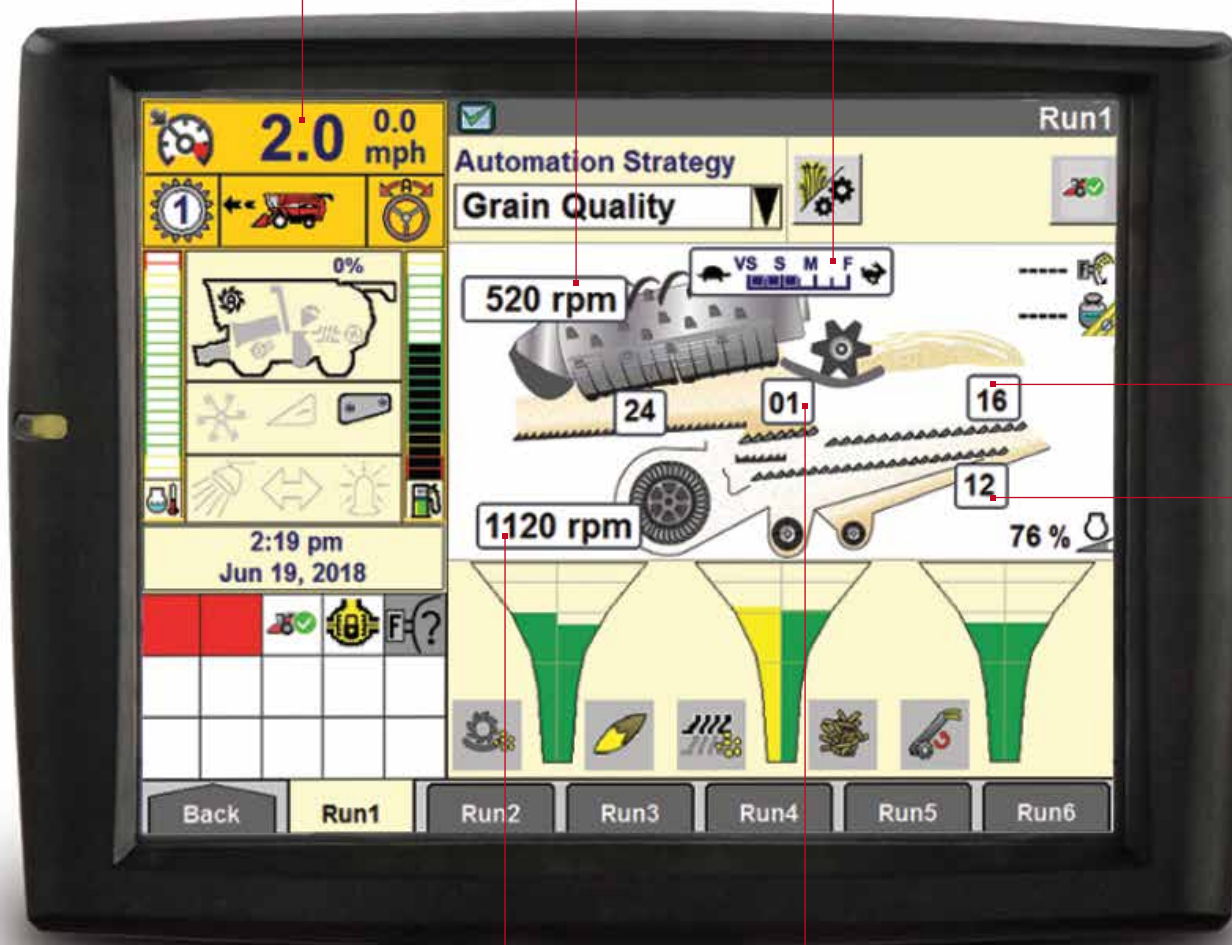 2.0 0.0 mph
Run1
Automation Strategy
Grain Quality
1
A
0%
VS S M F
520 rpm
-----
F
-----
24
01
16
12
1120 rpm
76 %
2:19 pm
Jun 19, 2018
F ?
Back
Run1
Run2
Run3
Run4
Run5
Run6